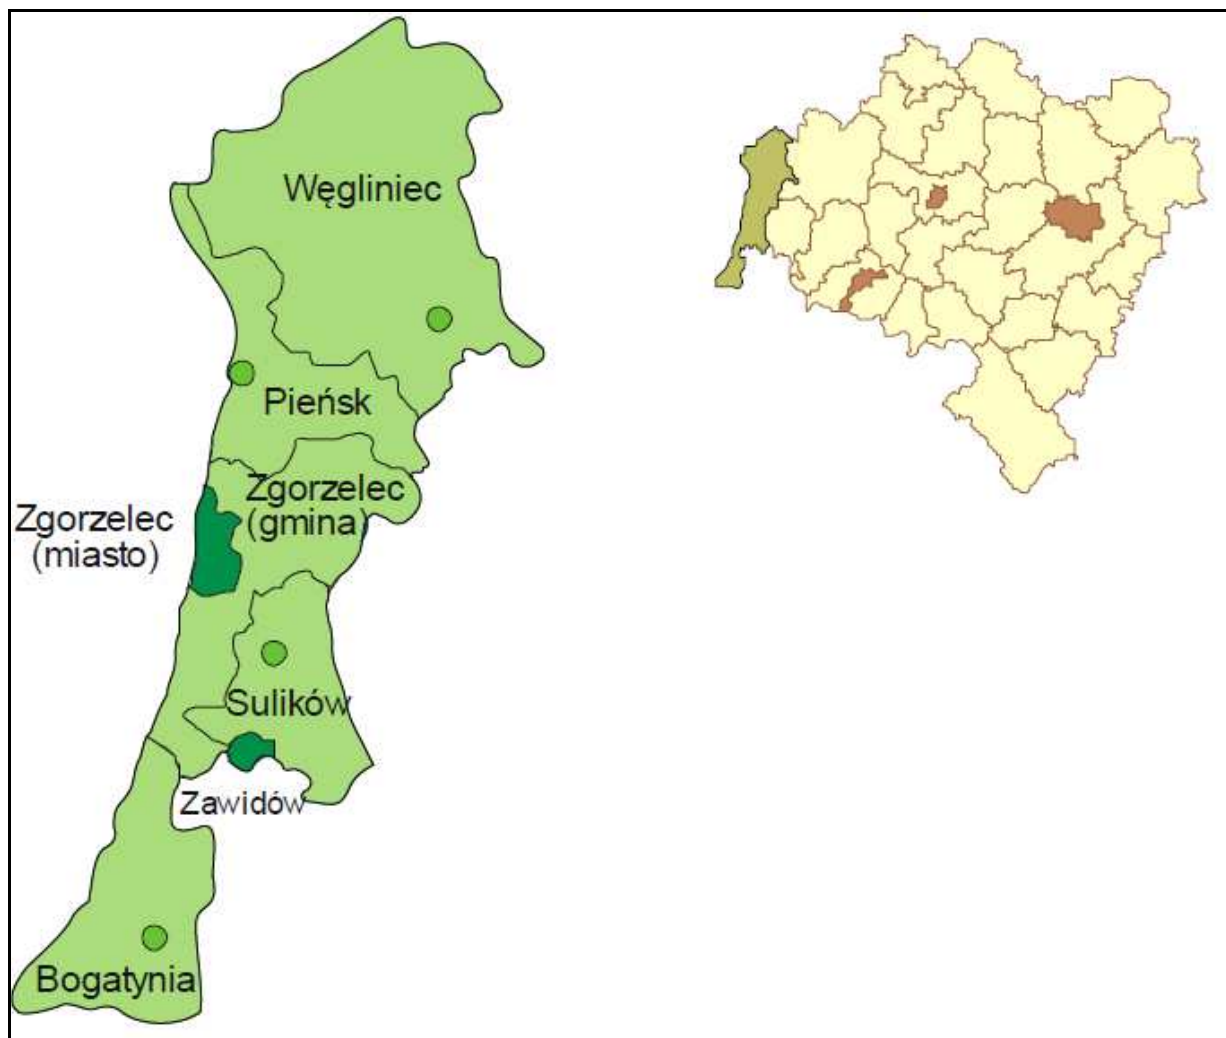 Węgliniec
Pieńsk
Zgorzelec
(gmina)
Zgorzelec
(miasto)
Sulików
Zawidów
Bogatynia